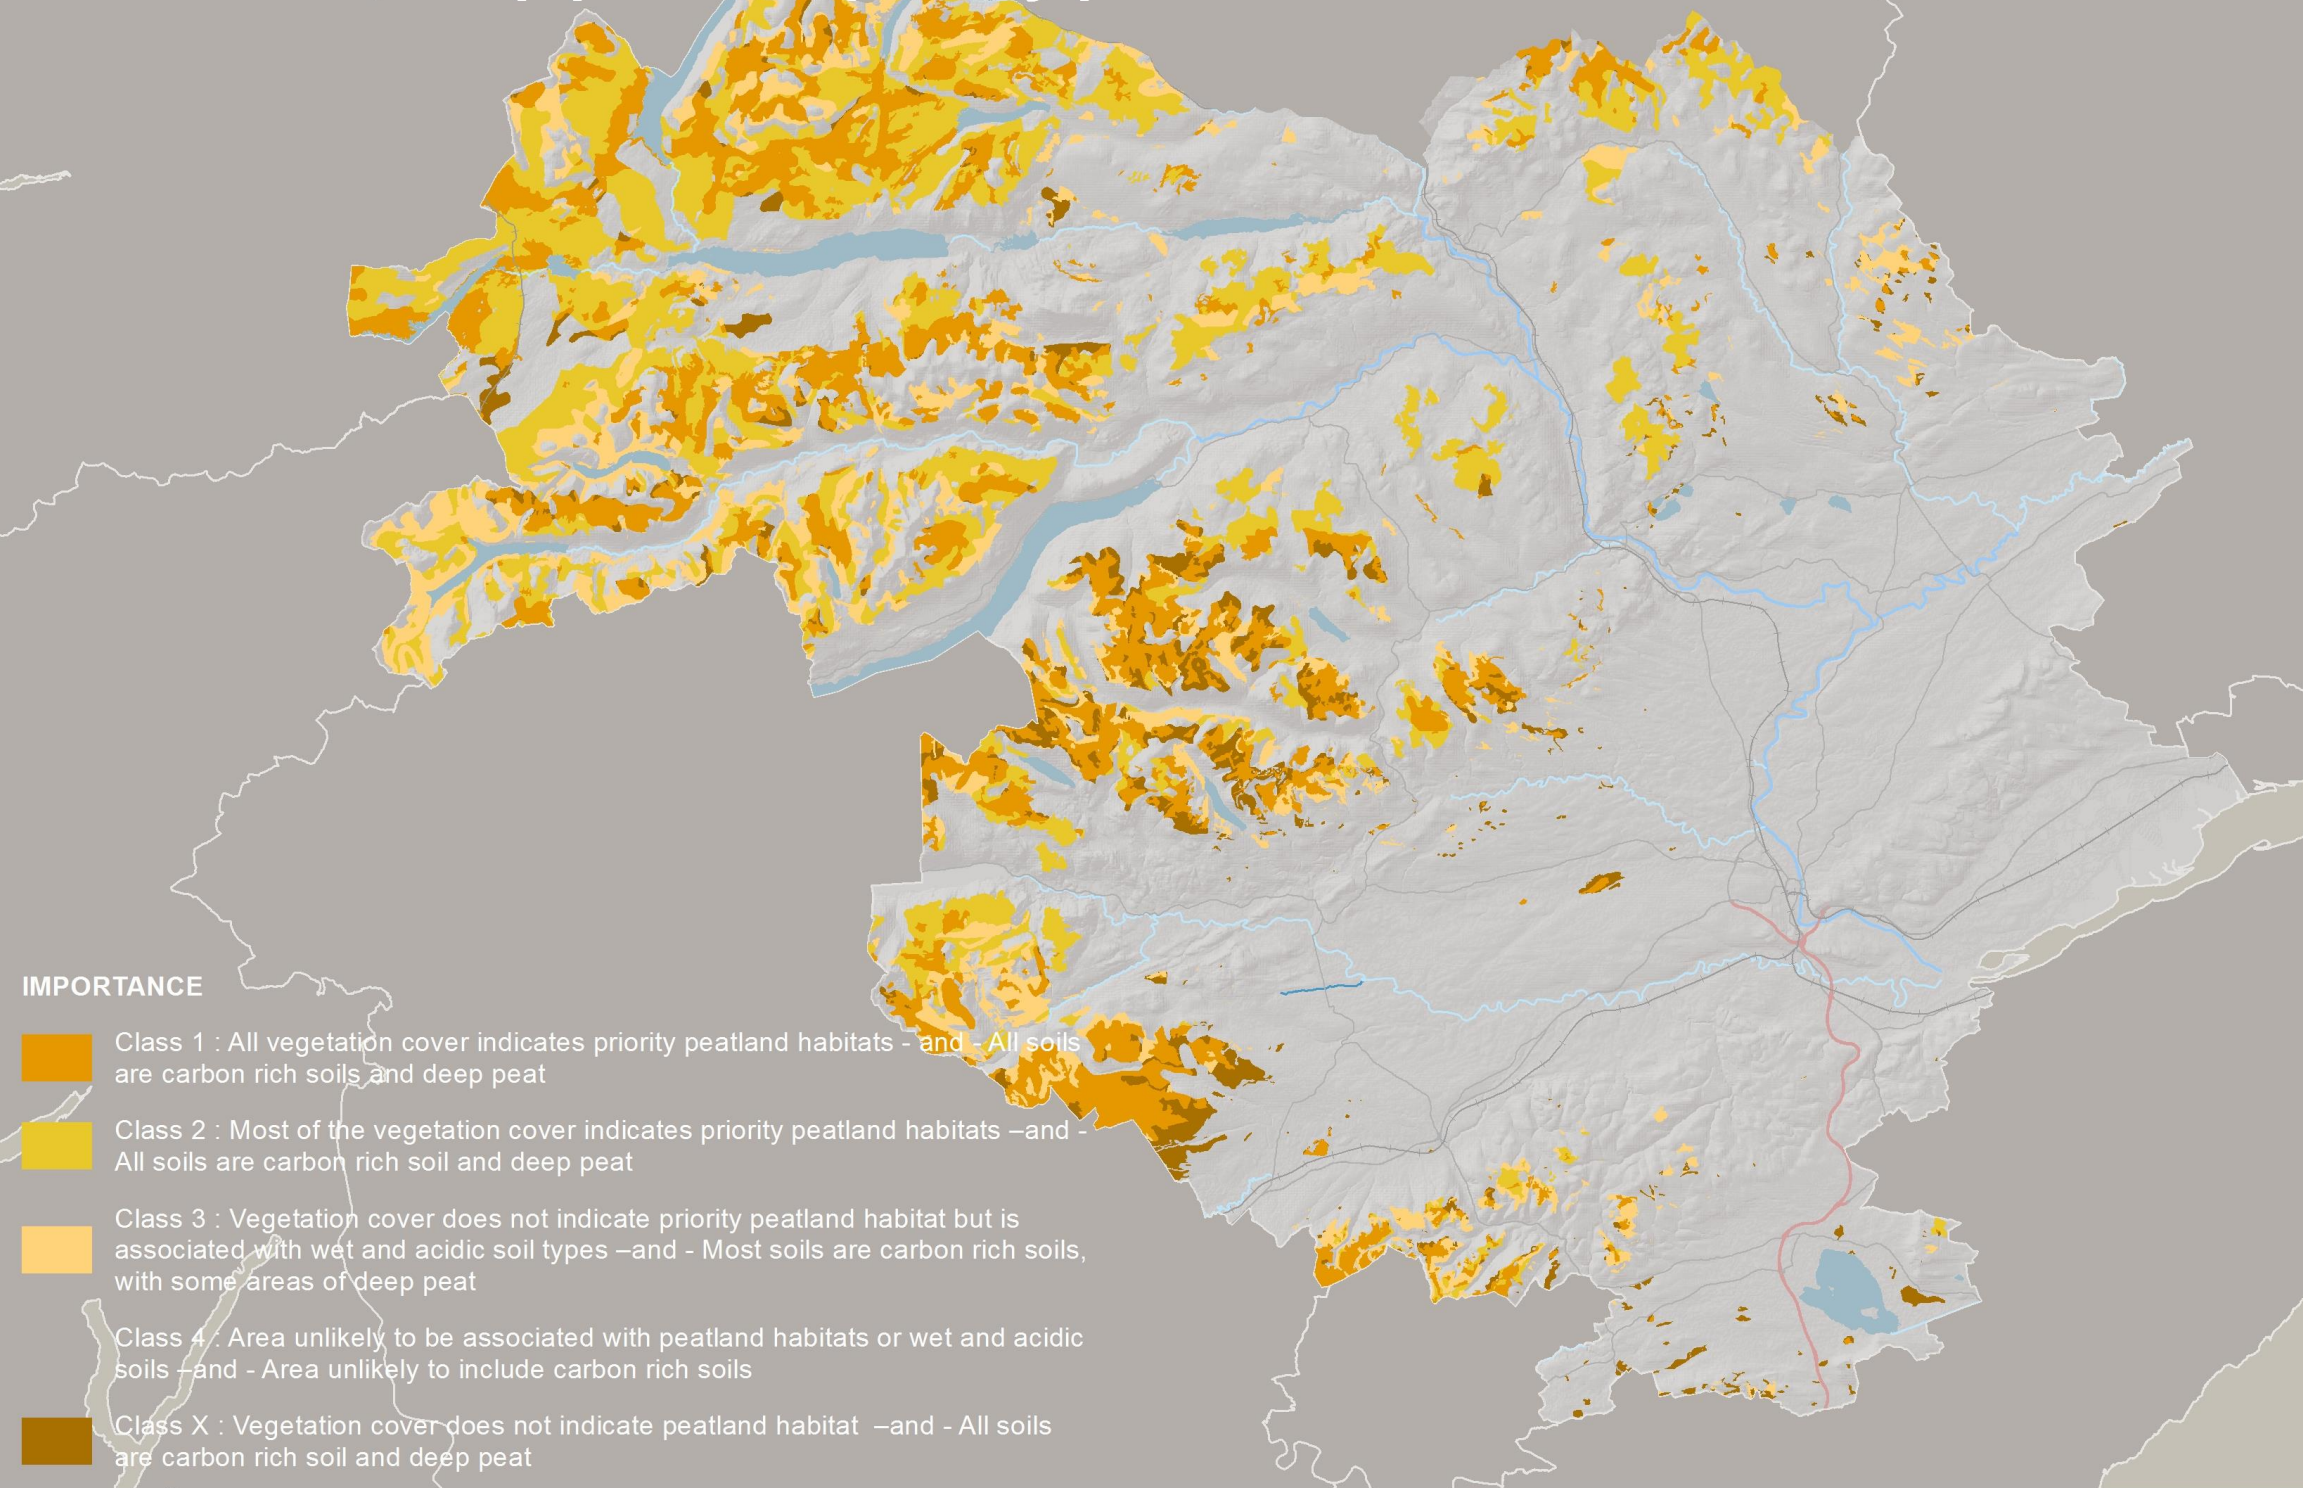 IMPORTANCE
Class 1 : All vegetation cover indicates priority peatland habitats - and - All soils
are carbon rich soils and deep peat
Class 2 : Most of the vegetation cover indicates priority peatland habitats –and -
All soils are carbon rich soil and deep peat
Class 3 : Vegetation cover does not indicate priority peatland habitat but is
associated with wet and acidic soil types –and - Most soils are carbon rich soils,
with some areas of deep peat
Class 4 : Area unlikely to be associated with peatland habitats or wet and acidic
soils –and - Area unlikely to include carbon rich soils
Class X : Vegetation cover does not indicate peatland habitat –and - All soils
are carbon rich soil and deep peat